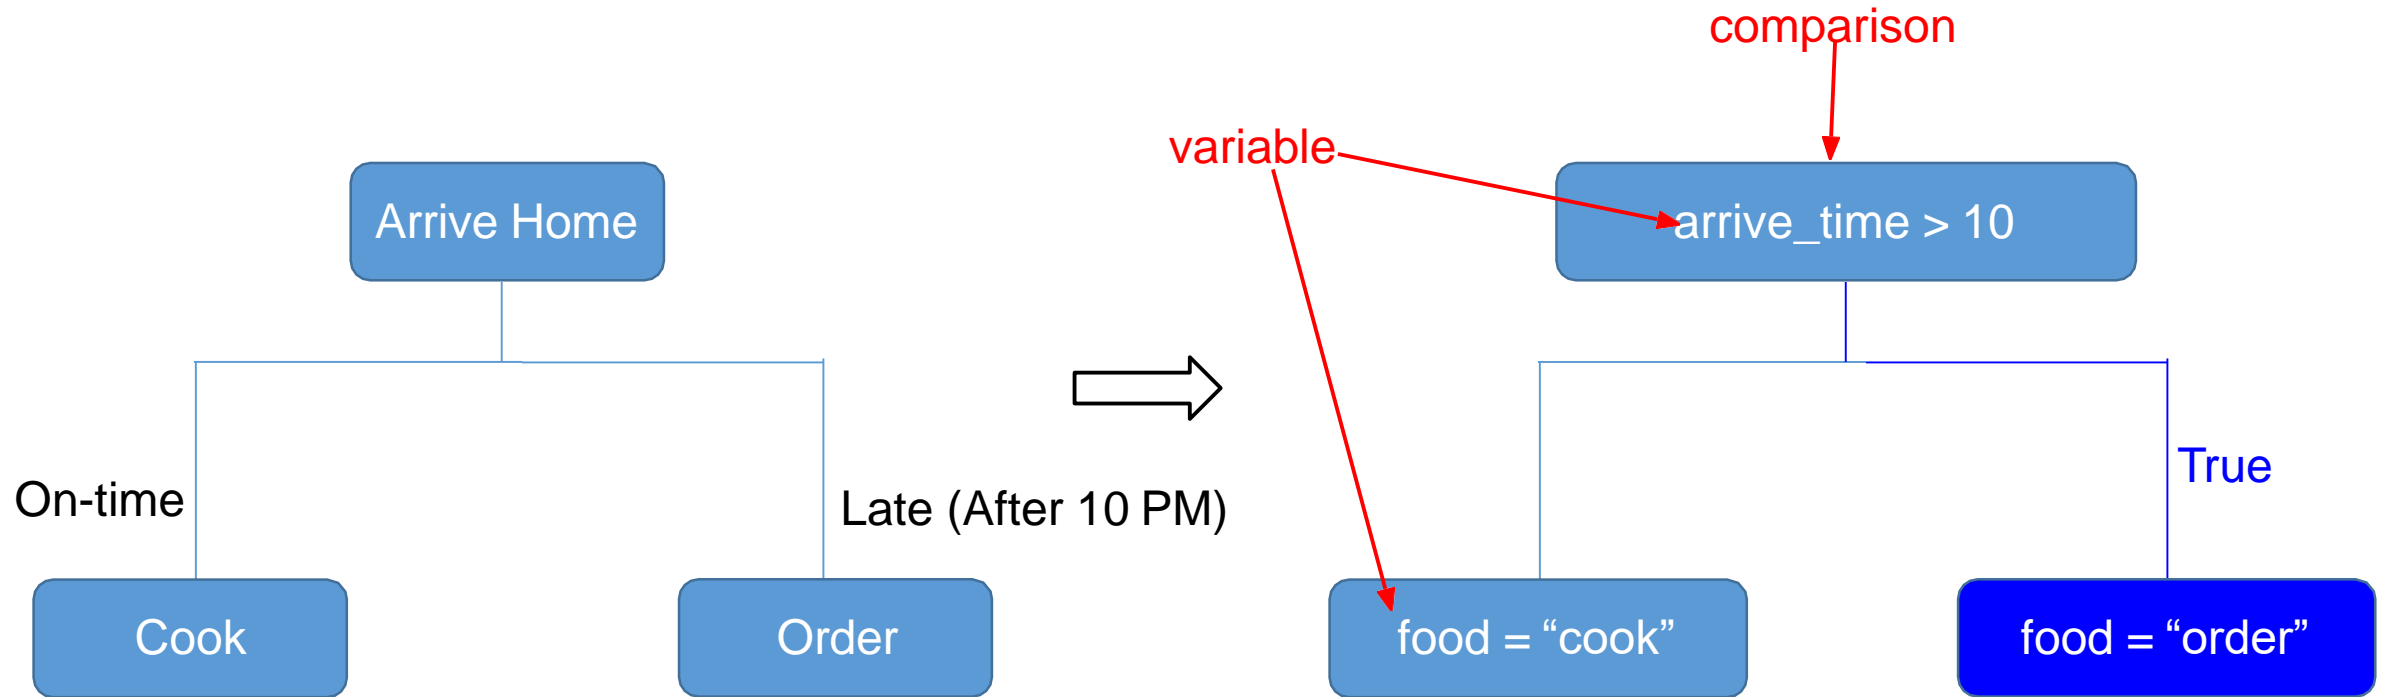 comparison
variable
Arrive Home
arrive_time > 10
On-time
Late (After 10 PM)
True
Cook
Order
food = “cook”
food = “order”